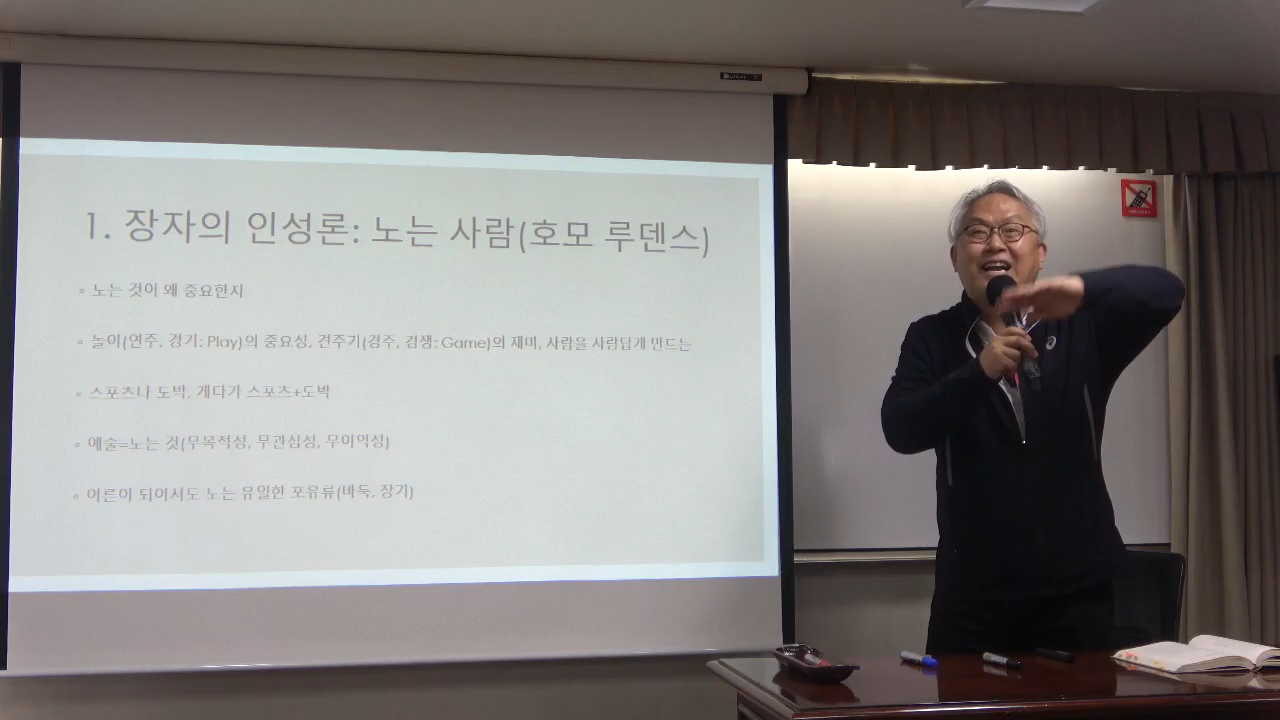 1. 장자의 인성론: 노는 사람(호모 루덴스)
◦ 노는 것이 왜 중요한지
◦ 놀이(연주, 경기: Play)의 중요성, 견주기(경주, 경쟁: Game)의 재미, 사람을 사람답게 만드는
◦ 스포츠나 도박, 게다가 스포츠+도박
◦ 예술=노는 것(무목적성, 무관심성, 무이익성)
◦ 어른이 되어서도 노는 유일한 포유류(바둑, 장기)